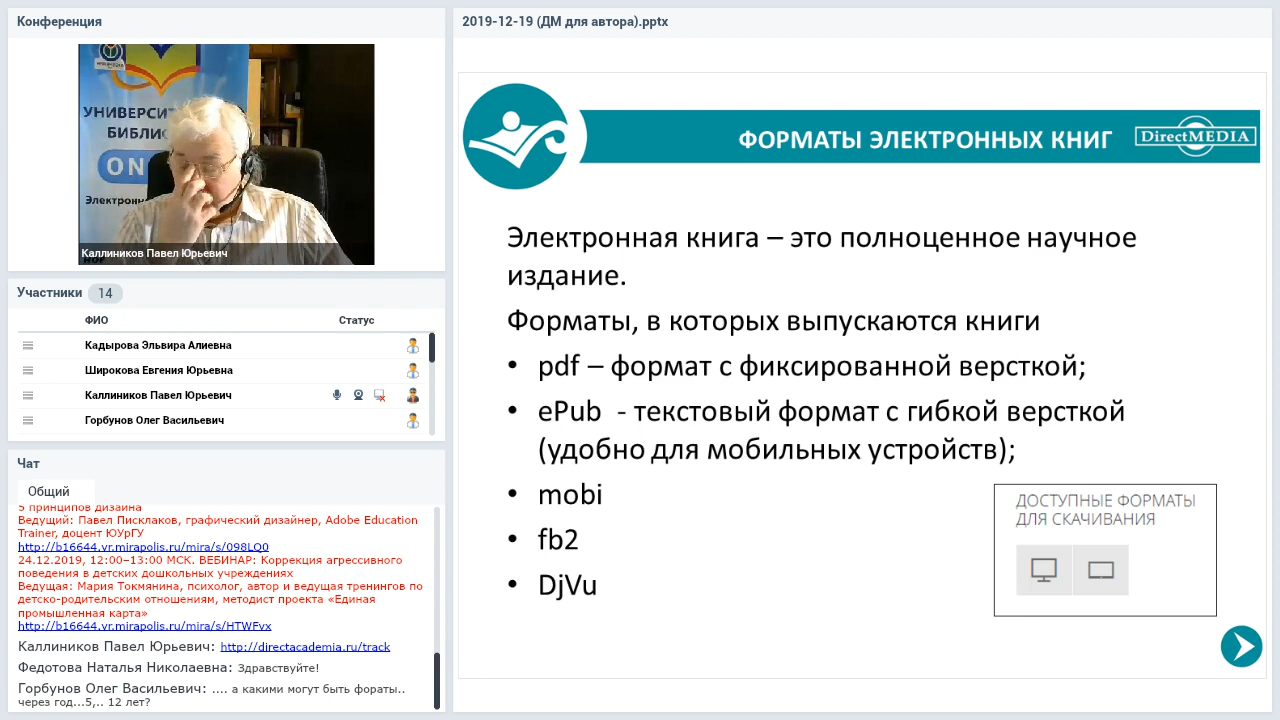 Конференция
УНИВЕРСИ
БИБЛИ
ON
Электронн
Каллиников Павел Юрьевич
Участники 14
ФИО Статус
Кадырова Эльвира Алиевна
Широкова Евгения Юрьевна
Каллиников Павел Юрьевич
Горбунов Олег Васильевич
Чат
Общий
5 принципов дизайна
Ведущий: Павел Писклаков, графический дизайнер, Adobe Education
Trainer, доцент ЮУрГУ
http://b16644.vr.mirapolis.ru/mira/s/098LQ0
24.12.2019, 12:00–13:00 МСК. ВЕБИНАР: Коррекция агрессивного
поведения в детских дошкольных учреждениях
Ведущая: Мария Токмянина, психолог, автор и ведущая тренингов по
детско-родительским отношениям, методист проекта «Единая
промышленная карта»
http://b16644.vr.mirapolis.ru/mira/s/HTWFvx
Каллиников Павел Юрьевич: http://directacademia.ru/track
Федотова Наталья Николаевна: Здравствуйте!
Горбунов Олег Васильевич: .... а какими могут быть фораты..
через год...5,.. 12 лет?
2019-12-19 (ДМ для автора).pptx
ФОРМАТЫ ЭЛЕКТРОННЫХ КНИГ
DirectMEDIA
Электронная книга – это полноценное научное
издание.
Форматы, в которых выпускаются книги
• pdf – формат с фиксированной версткой;
• ePub - текстовый формат с гибкой версткой
(удобно для мобильных устройств);
• mobi
• fb2
• DjVu
ДОСТУПНЫЕ ФОРМАТЫ
ДЛЯ СКАЧИВАНИЯ